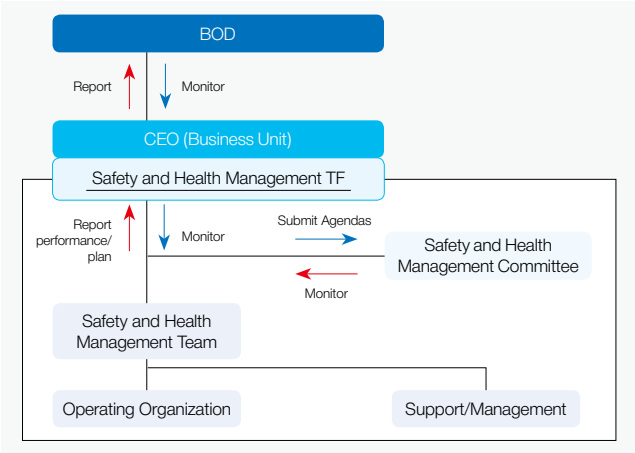 BOD
Report
Monitor
CEO (Business Unit)
Safety and Health Management TF
Report
performance/
plan
Monitor
Submit Agendas
Safety and Health
Management Committee
Monitor
Safety and Health
Management Team
Operating Organization
Support/Management